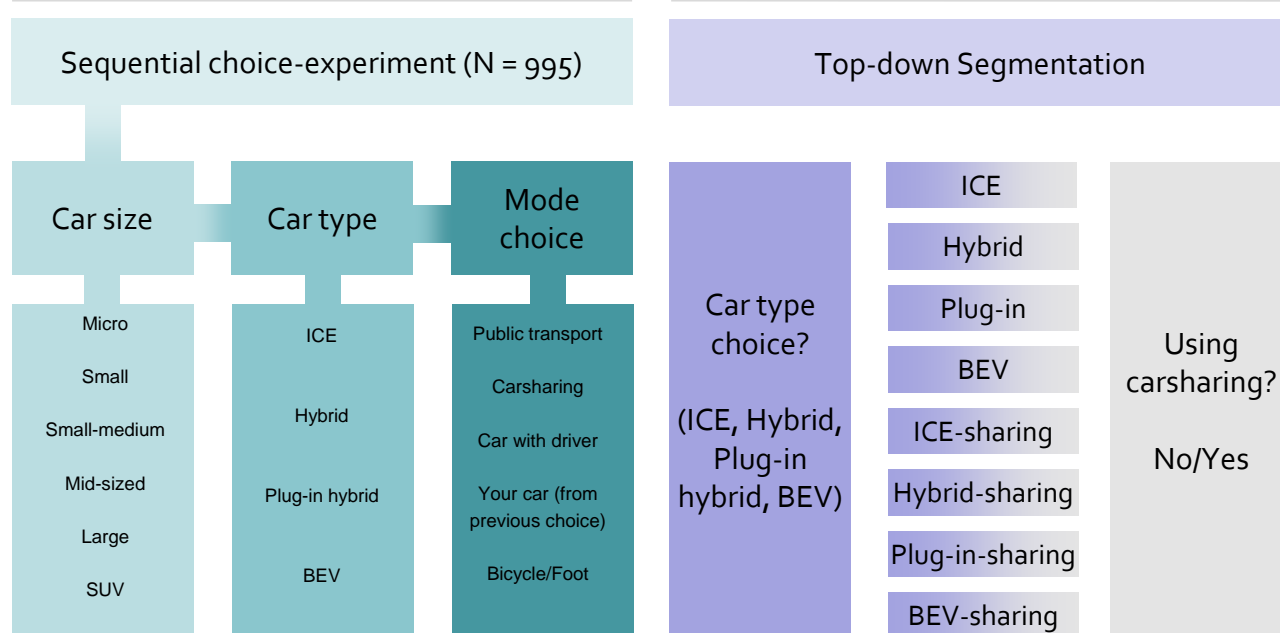 Sequential choice-experiment (N = 995)
Car size
Car type
Mode
choice
Micro
Small
Small-medium
Mid-sized
Large
SUV
ICE
Hybrid
Plug-in hybrid
BEV
Public transport
Carsharing
Car with driver
Your car (from
previous choice)
Bicycle/Foot
Top-down Segmentation
Car type
choice?
(ICE, Hybrid,
Plug-in
hybrid, BEV)
ICE
Hybrid
Plug-in
BEV
ICE-sharing
Hybrid-sharing
Plug-in-sharing
BEV-sharing
Using
carsharing?
No/Yes